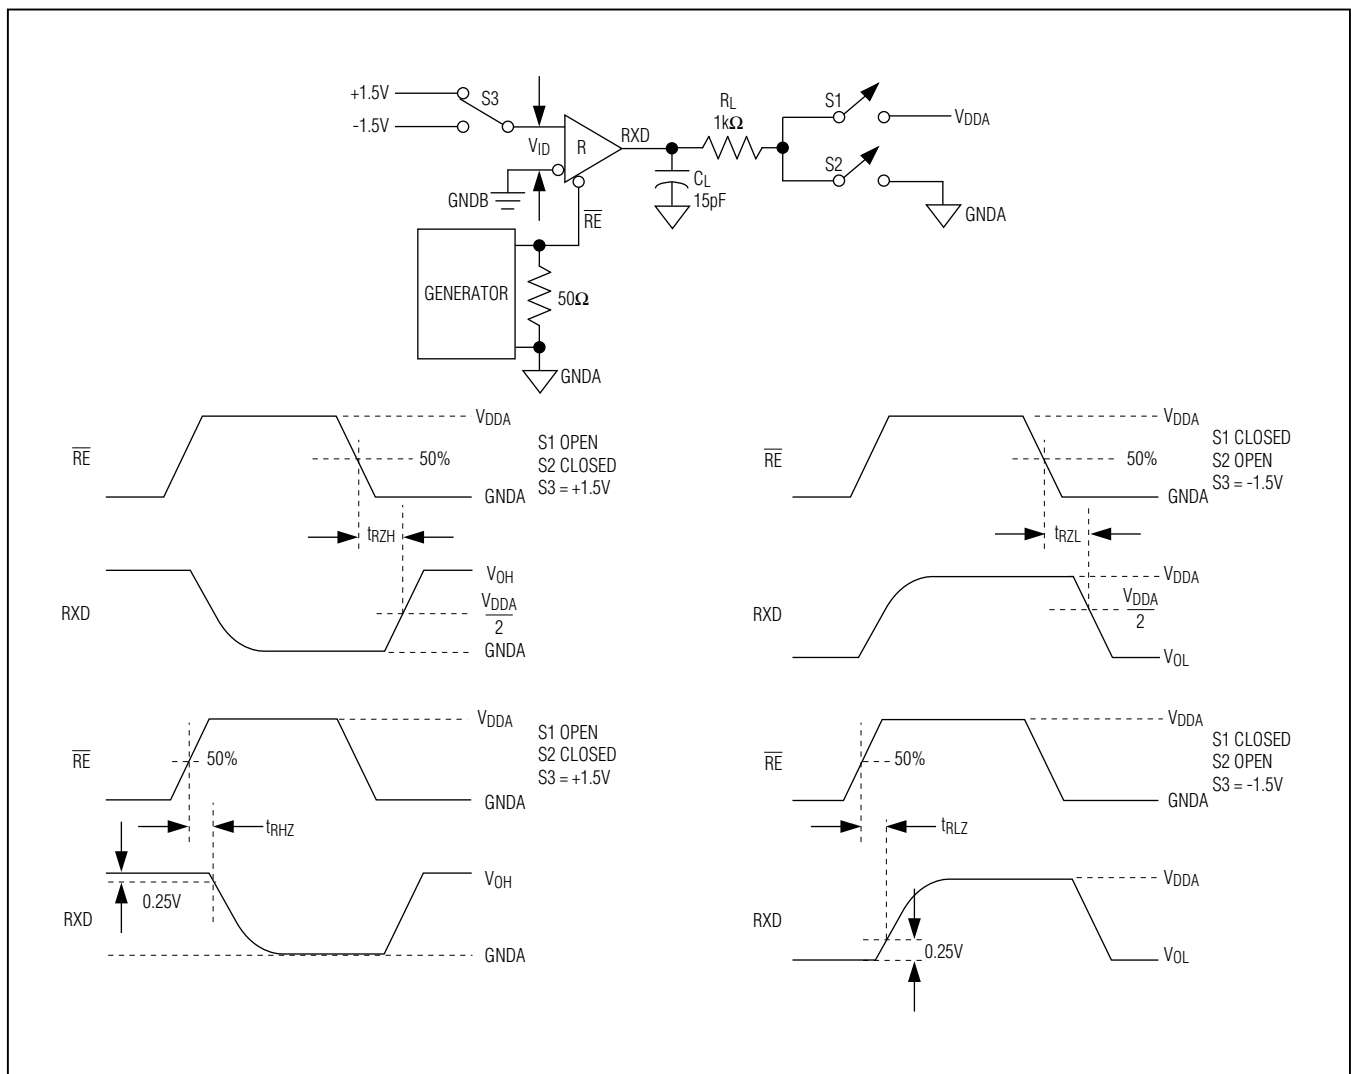 +1.5V
S3
-1.5V
VID
R
RXD
RL
1kΩ
S1
VDDA
S2
CL
15pF
GNDA
GNDB
RE
GENERATOR
50Ω
GNDA
RE
VDDA
50%
GNDA
S1 OPEN
S2 CLOSED
S3 = +1.5V
tRZH
RXD
VOH
VDDA
2
GNDA
RE
VDDA
50%
GNDA
S1 CLOSED
S2 OPEN
S3 = -1.5V
tRZL
RXD
VDDA
VDDA
2
VOL
RE
VDDA
50%
GNDA
S1 OPEN
S2 CLOSED
S3 = +1.5V
tRHZ
RXD
0.25V
VOH
GNDA
RE
VDDA
50%
GNDA
S1 CLOSED
S2 OPEN
S3 = -1.5V
tRLZ
RXD
VDDA
0.25V
VOL